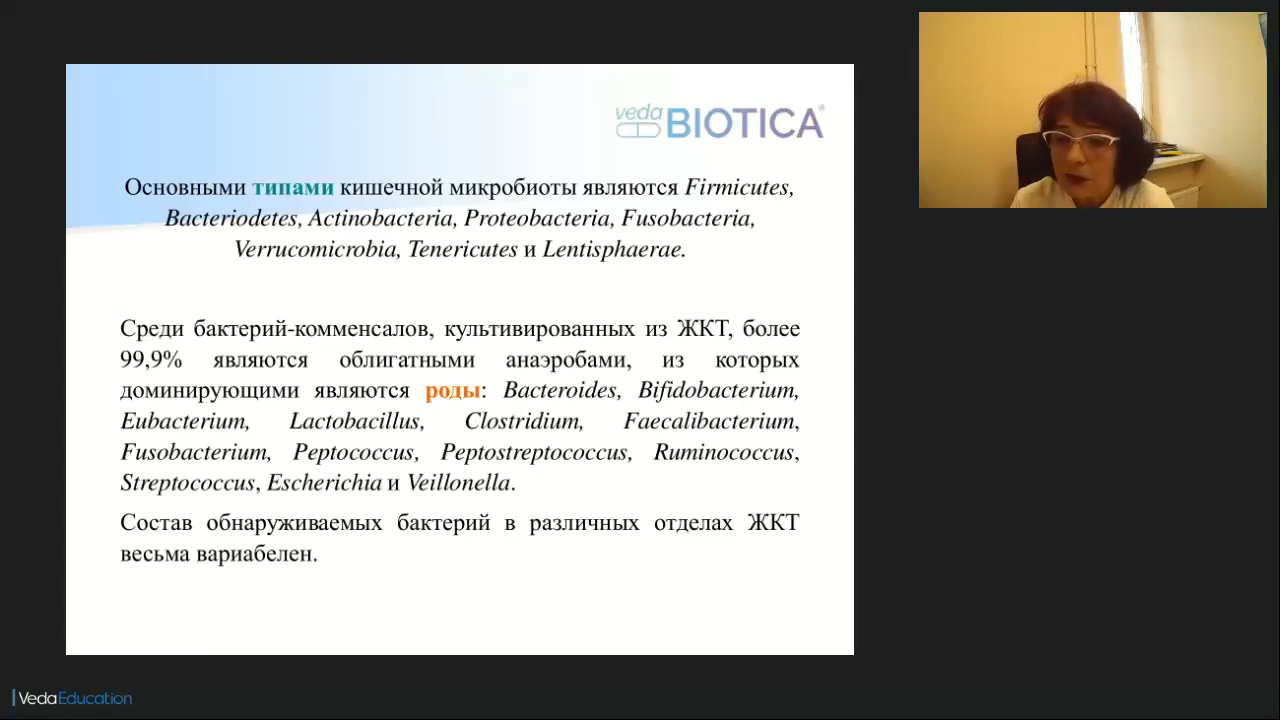 veda
BIOTICA®
Основными типами кишечной микробиоты являются Firmicutes,
Bacteriodetes, Actinobacteria, Proteobacteria, Fusobacteria,
Verrucomicrobia, Tenericutes и Lentisphaerae.
Среди бактерий-комменсалов, культивированных из ЖКТ, более
99,9% являются облигатными анаэробами, из которых
доминирующими являются роды: Bacteroides, Bifidobacterium,
Eubacterium, Lactobacillus, Clostridium, Faecalibacterium,
Fusobacterium, Peptococcus, Peptostreptococcus, Ruminococcus,
Streptococcus, Escherichia и Veillonella.
Состав обнаруживаемых бактерий в различных отделах ЖКТ
весьма вариабелен.
VedaEducation